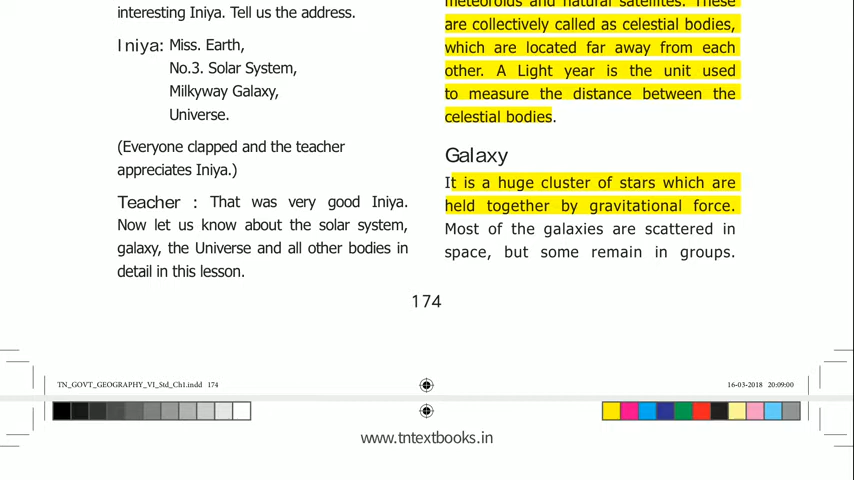 interesting Iniya. Tell us the address.
Iniya: Miss. Earth,
No.3. Solar System,
Milkyway Galaxy,
Universe.
(Everyone clapped and the teacher
appreciates Iniya.)
Teacher : That was very good Iniya.
Now let us know about the solar system,
galaxy, the Universe and all other bodies in
detail in this lesson.
meteoroids and natural satellites. These
are collectively called as celestial bodies,
which are located far away from each
other. A Light year is the unit used
to measure the distance between the
celestial bodies.
Galaxy
It is a huge cluster of stars which are
held together by gravitational force.
Most of the galaxies are scattered in
space, but some remain in groups.
174
TN_GOVT_GEOGRAPHY_VI_Std_Ch1.indd 174
16-03-2018 20:09:00
www.tntextbooks.in